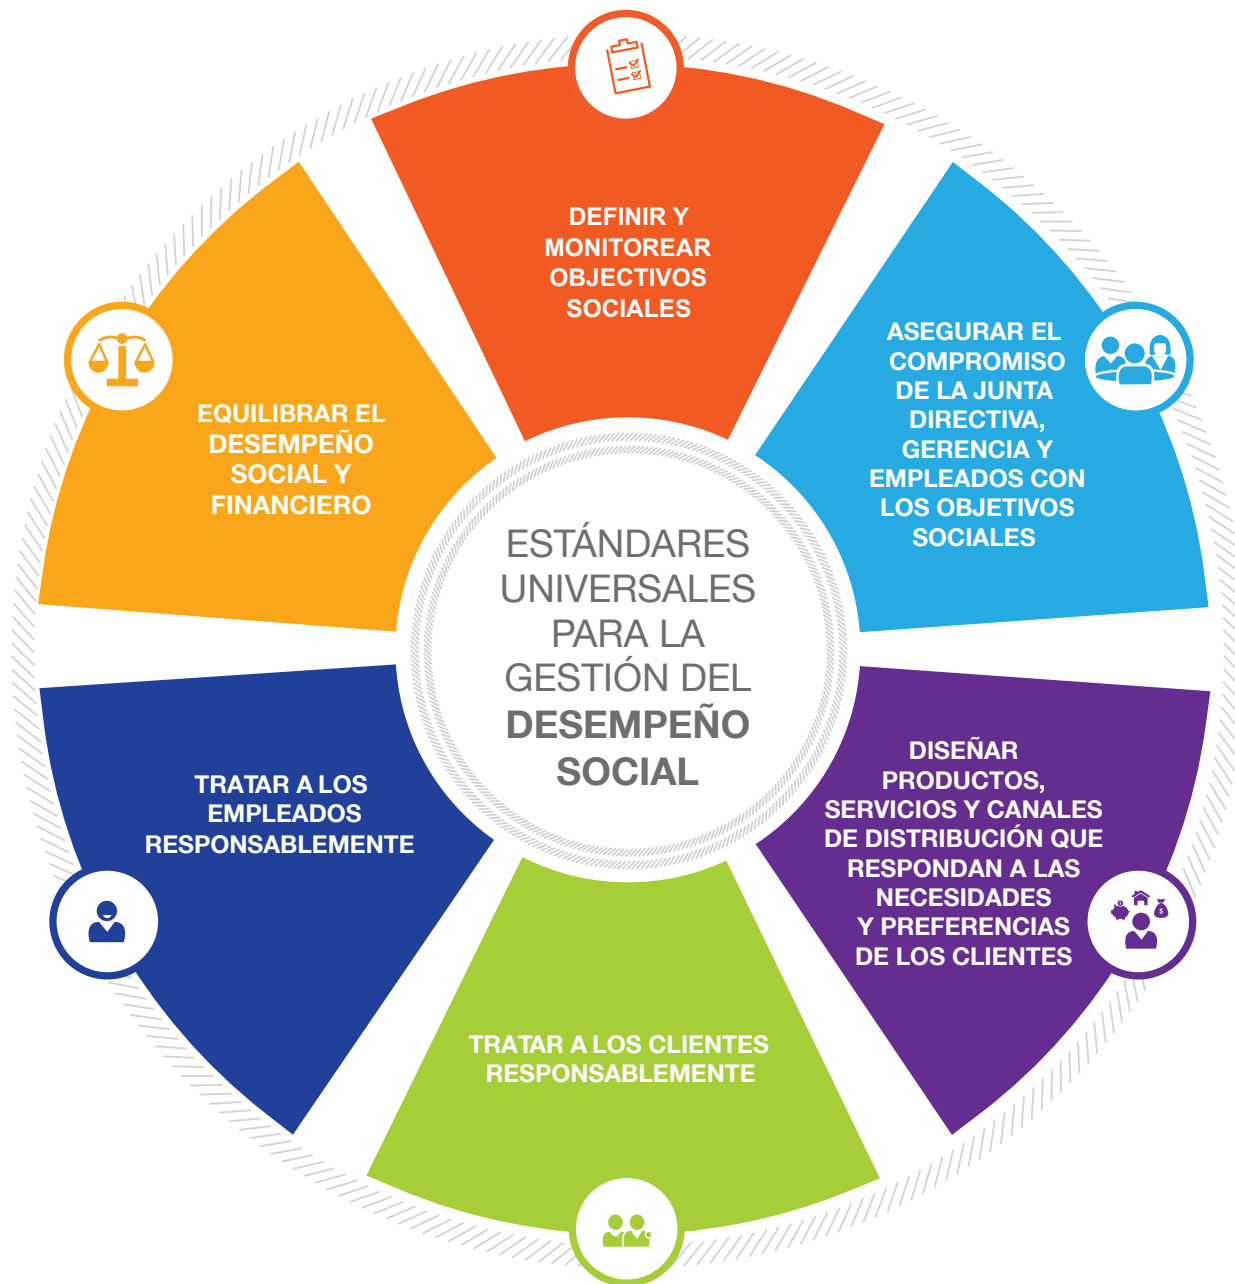 DEFINIR Y
MONITOREAR
OBJECTIVOS
SOCIALES
ASEGURAR EL
COMPROMISO
DE LA JUNTA
DIRECTIVA,
GERENCIA Y
EMPLEADOS CON
LOS OBJETIVOS
SOCIALES
DISEÑAR
PRODUCTOS,
SERVICIOS Y CANALES
DE DISTRIBUCIÓN QUE
RESPONDAN A LAS
NECESIDADES
Y PREFERENCIAS
DE LOS CLIENTES
TRATAR A LOS CLIENTES
RESPONSABLEMENTE
TRATAR A LOS
EMPLEADOS
RESPONSABLEMENTE
EQUILIBRAR EL
DESEMPEÑO
SOCIAL Y
FINANCIERO
ESTÁNDARES
UNIVERSALES
PARA LA
GESTIÓN DEL
DESEMPEÑO
SOCIAL